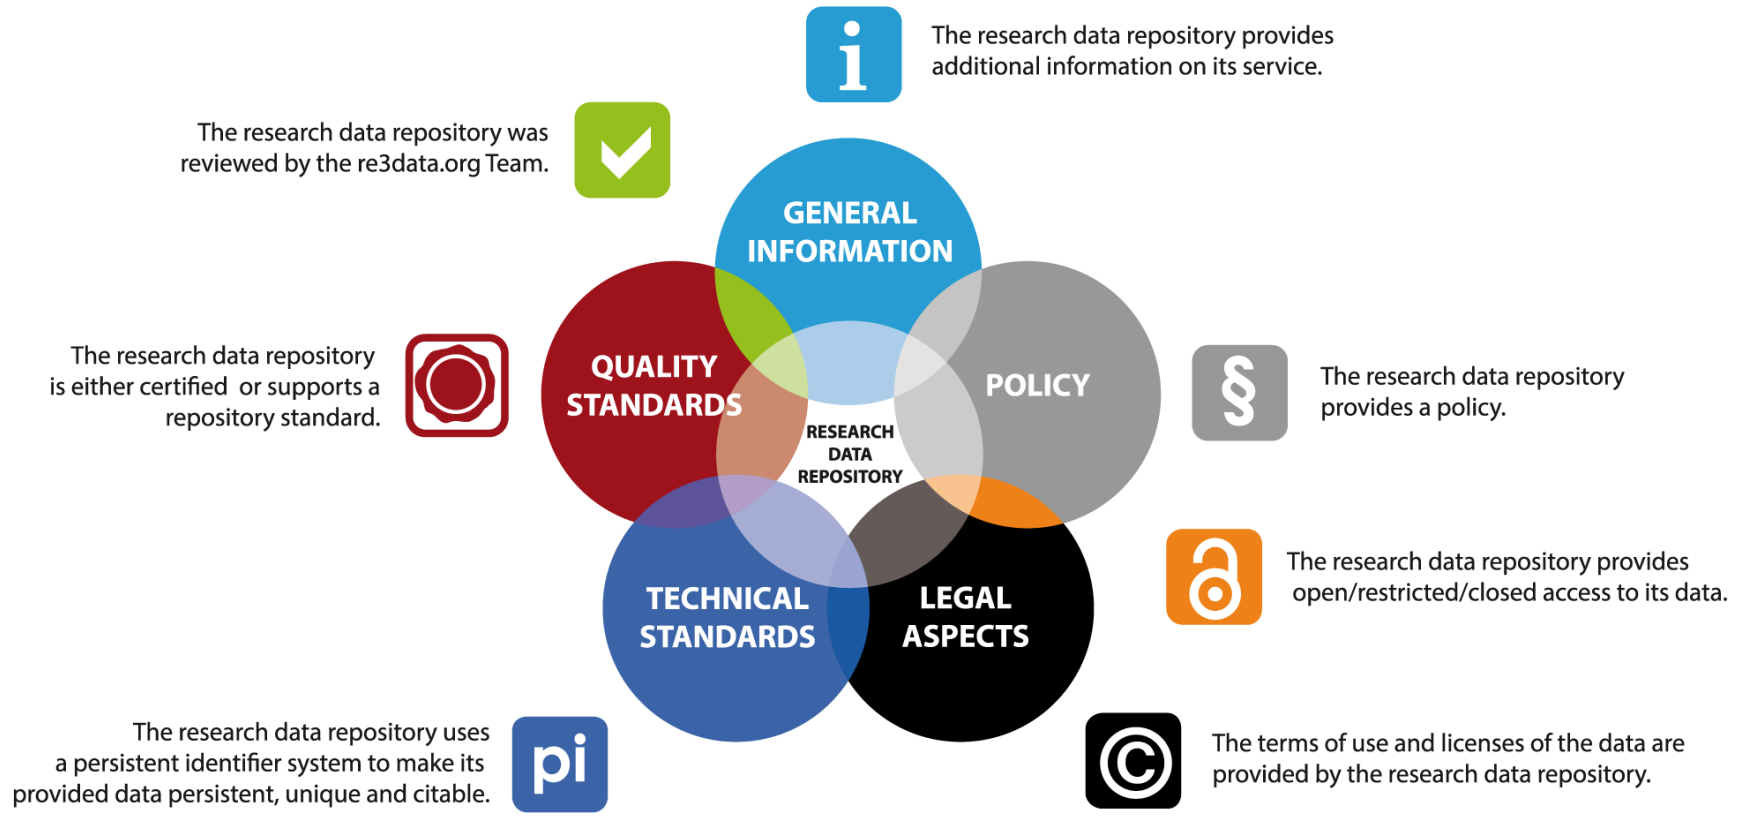 i
The research data repository provides
additional information on its service.
The research data repository was
reviewed by the re3data.org Team.
GENERAL
INFORMATION
The research data repository
is either certified or supports a
repository standard.
QUALITY
STANDARDS
POLICY
§
The research data repository
provides a policy.
RESEARCH
DATA
REPOSITORY
The research data repository provides
open/restricted/closed access to its data.
TECHNICAL
STANDARDS
LEGAL
ASPECTS
The research data repository uses
a persistent identifier system to make its
provided data persistent, unique and citable.
pi
©
The terms of use and licenses of the data are
provided by the research data repository.